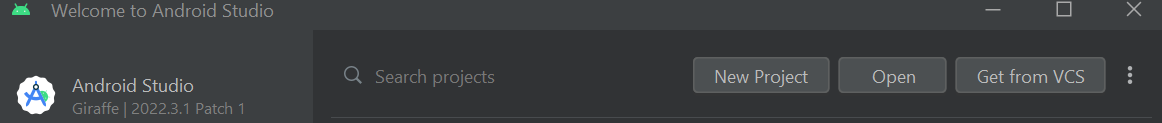 Welcome to Android Studio
Android Studio
Giraffe | 2022.3.1 Patch 1
Search projects
New Project
Open
Get from VCS